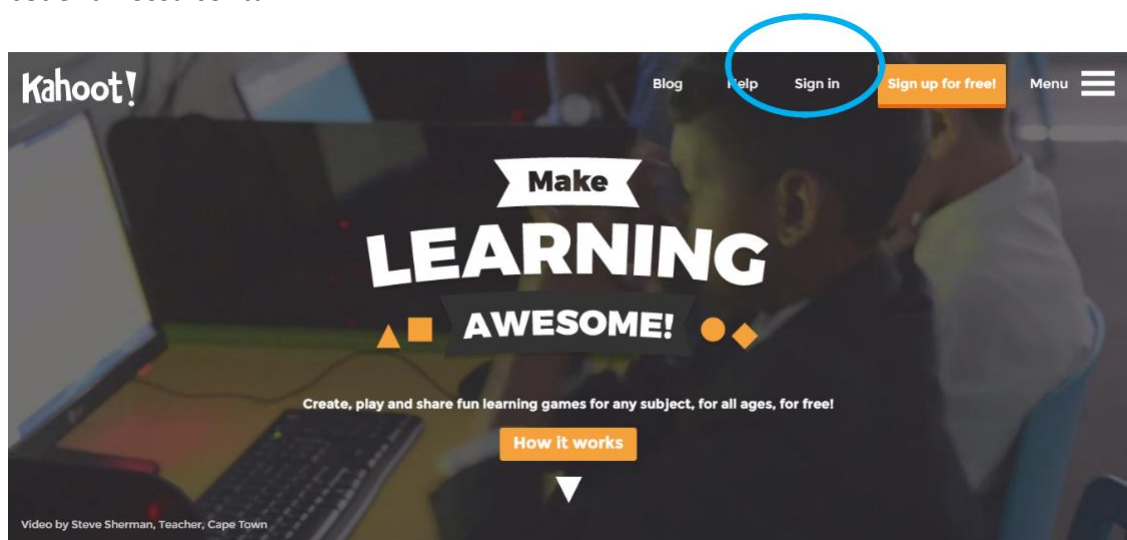 Kahoot!
Blog Help Sign in Sign up for free! Menu
Make
LEARNING
AWESOME!
Create, play and share fun learning games for any subject, for all ages, for free!
How it works
Video by Steve Sherman, Teacher, Cape Town